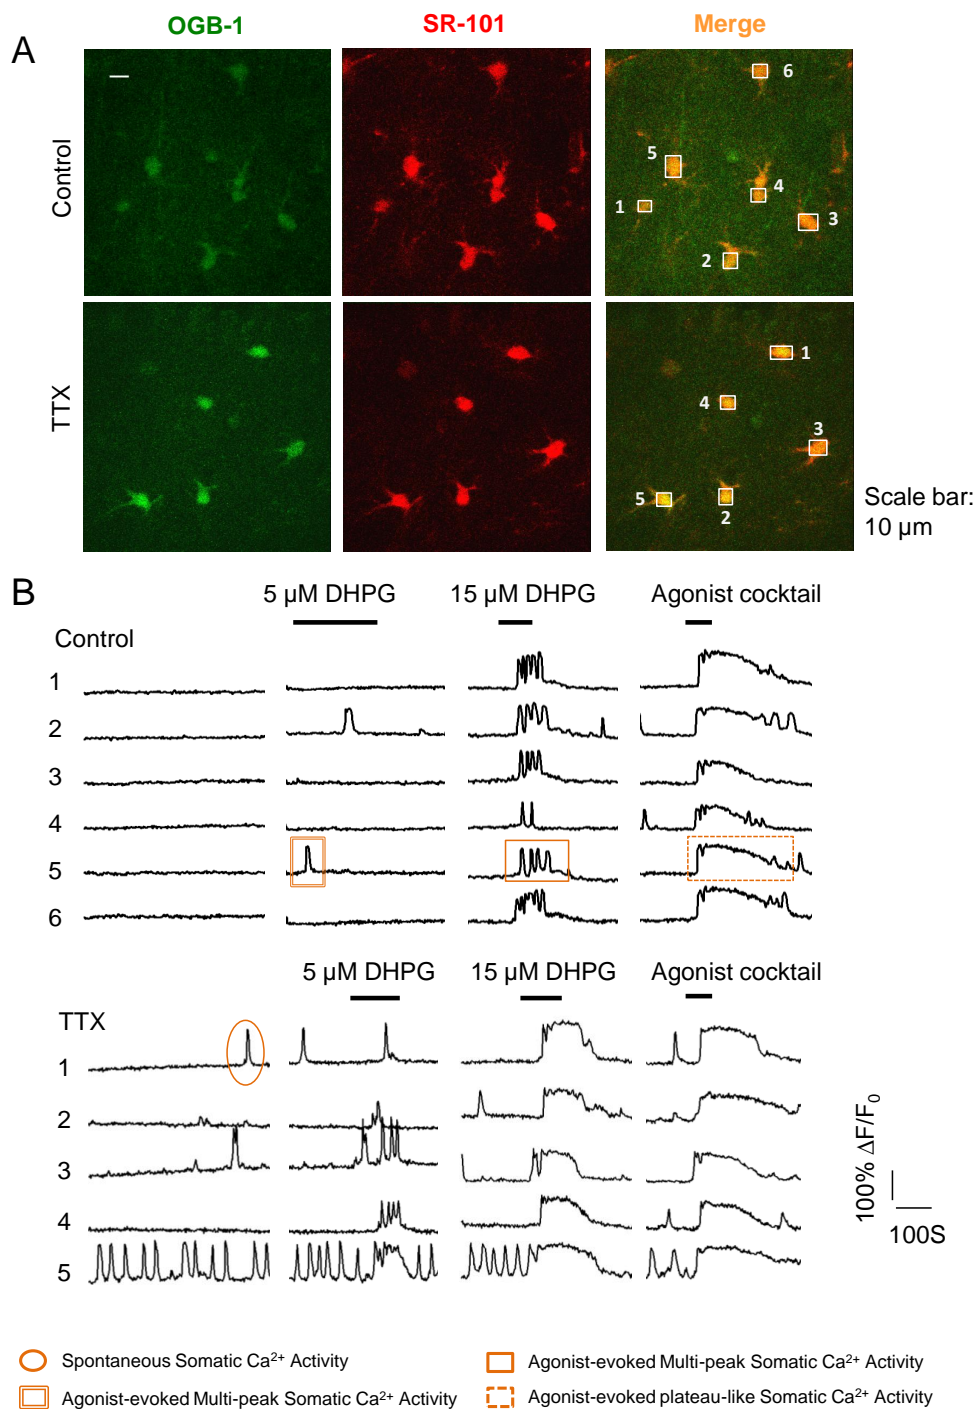 OGB-1 SR-101 Merge
A
Control
6
5
4
1
3
2
TTX
1
4
3
5
2
Scale bar:
10 µm
B
5 µM DHPG 15 µM DHPG Agonist cocktail
Control
1
2
3
4
5
6
5 µM DHPG 15 µM DHPG Agonist cocktail
TTX
1
2
3
4
5
100% ΔF/F0
100S
Spontaneous Somatic Ca²⁺ Activity
Agonist-evoked Multi-peak Somatic Ca²⁺ Activity
Agonist-evoked Multi-peak Somatic Ca²⁺ Activity
Agonist-evoked plateau-like Somatic Ca²⁺ Activity